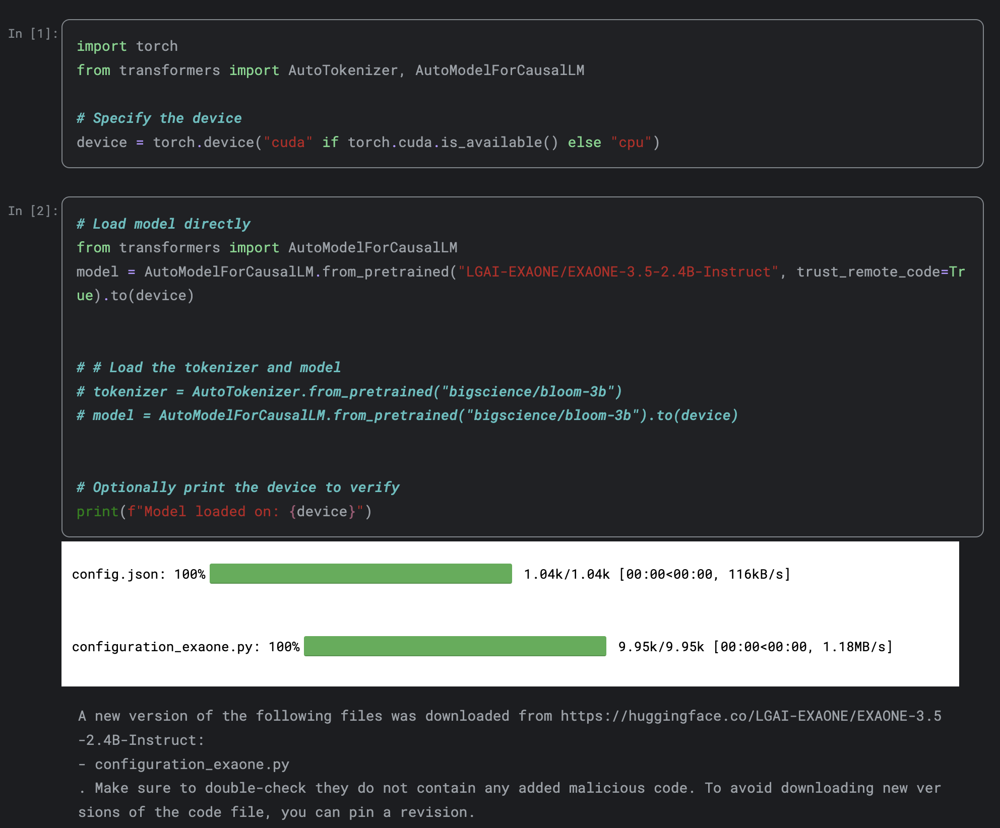 In [1]:
import torch
from transformers import AutoTokenizer, AutoModelForCausalLM
# Specify the device
device = torch.device("cuda" if torch.cuda.is_available() else "cpu")
In [2]:
# Load model directly
from transformers import AutoModelForCausalLM
model = AutoModelForCausalLM.from_pretrained("LGAI-EXAONE/EXAONE-3.5-2.4B-Instruct", trust_remote_code=Tr
ue).to(device)
# # Load the tokenizer and model
# tokenizer = AutoTokenizer.from_pretrained("bigscience/bloom-3b")
# model = AutoModelForCausalLM.from_pretrained("bigscience/bloom-3b").to(device)
# Optionally print the device to verify
print(f"Model loaded on: {device}")
config.json: 100% 1.04k/1.04k [00:00<00:00, 116kB/s]
configuration_exaone.py: 100% 9.95k/9.95k [00:00<00:00, 1.18MB/s]
A new version of the following files was downloaded from https://huggingface.co/LGAI-EXAONE/EXAONE-3.5
-2.4B-Instruct:
- configuration_exaone.py
. Make sure to double-check they do not contain any added malicious code. To avoid downloading new ver
sions of the code file, you can pin a revision.